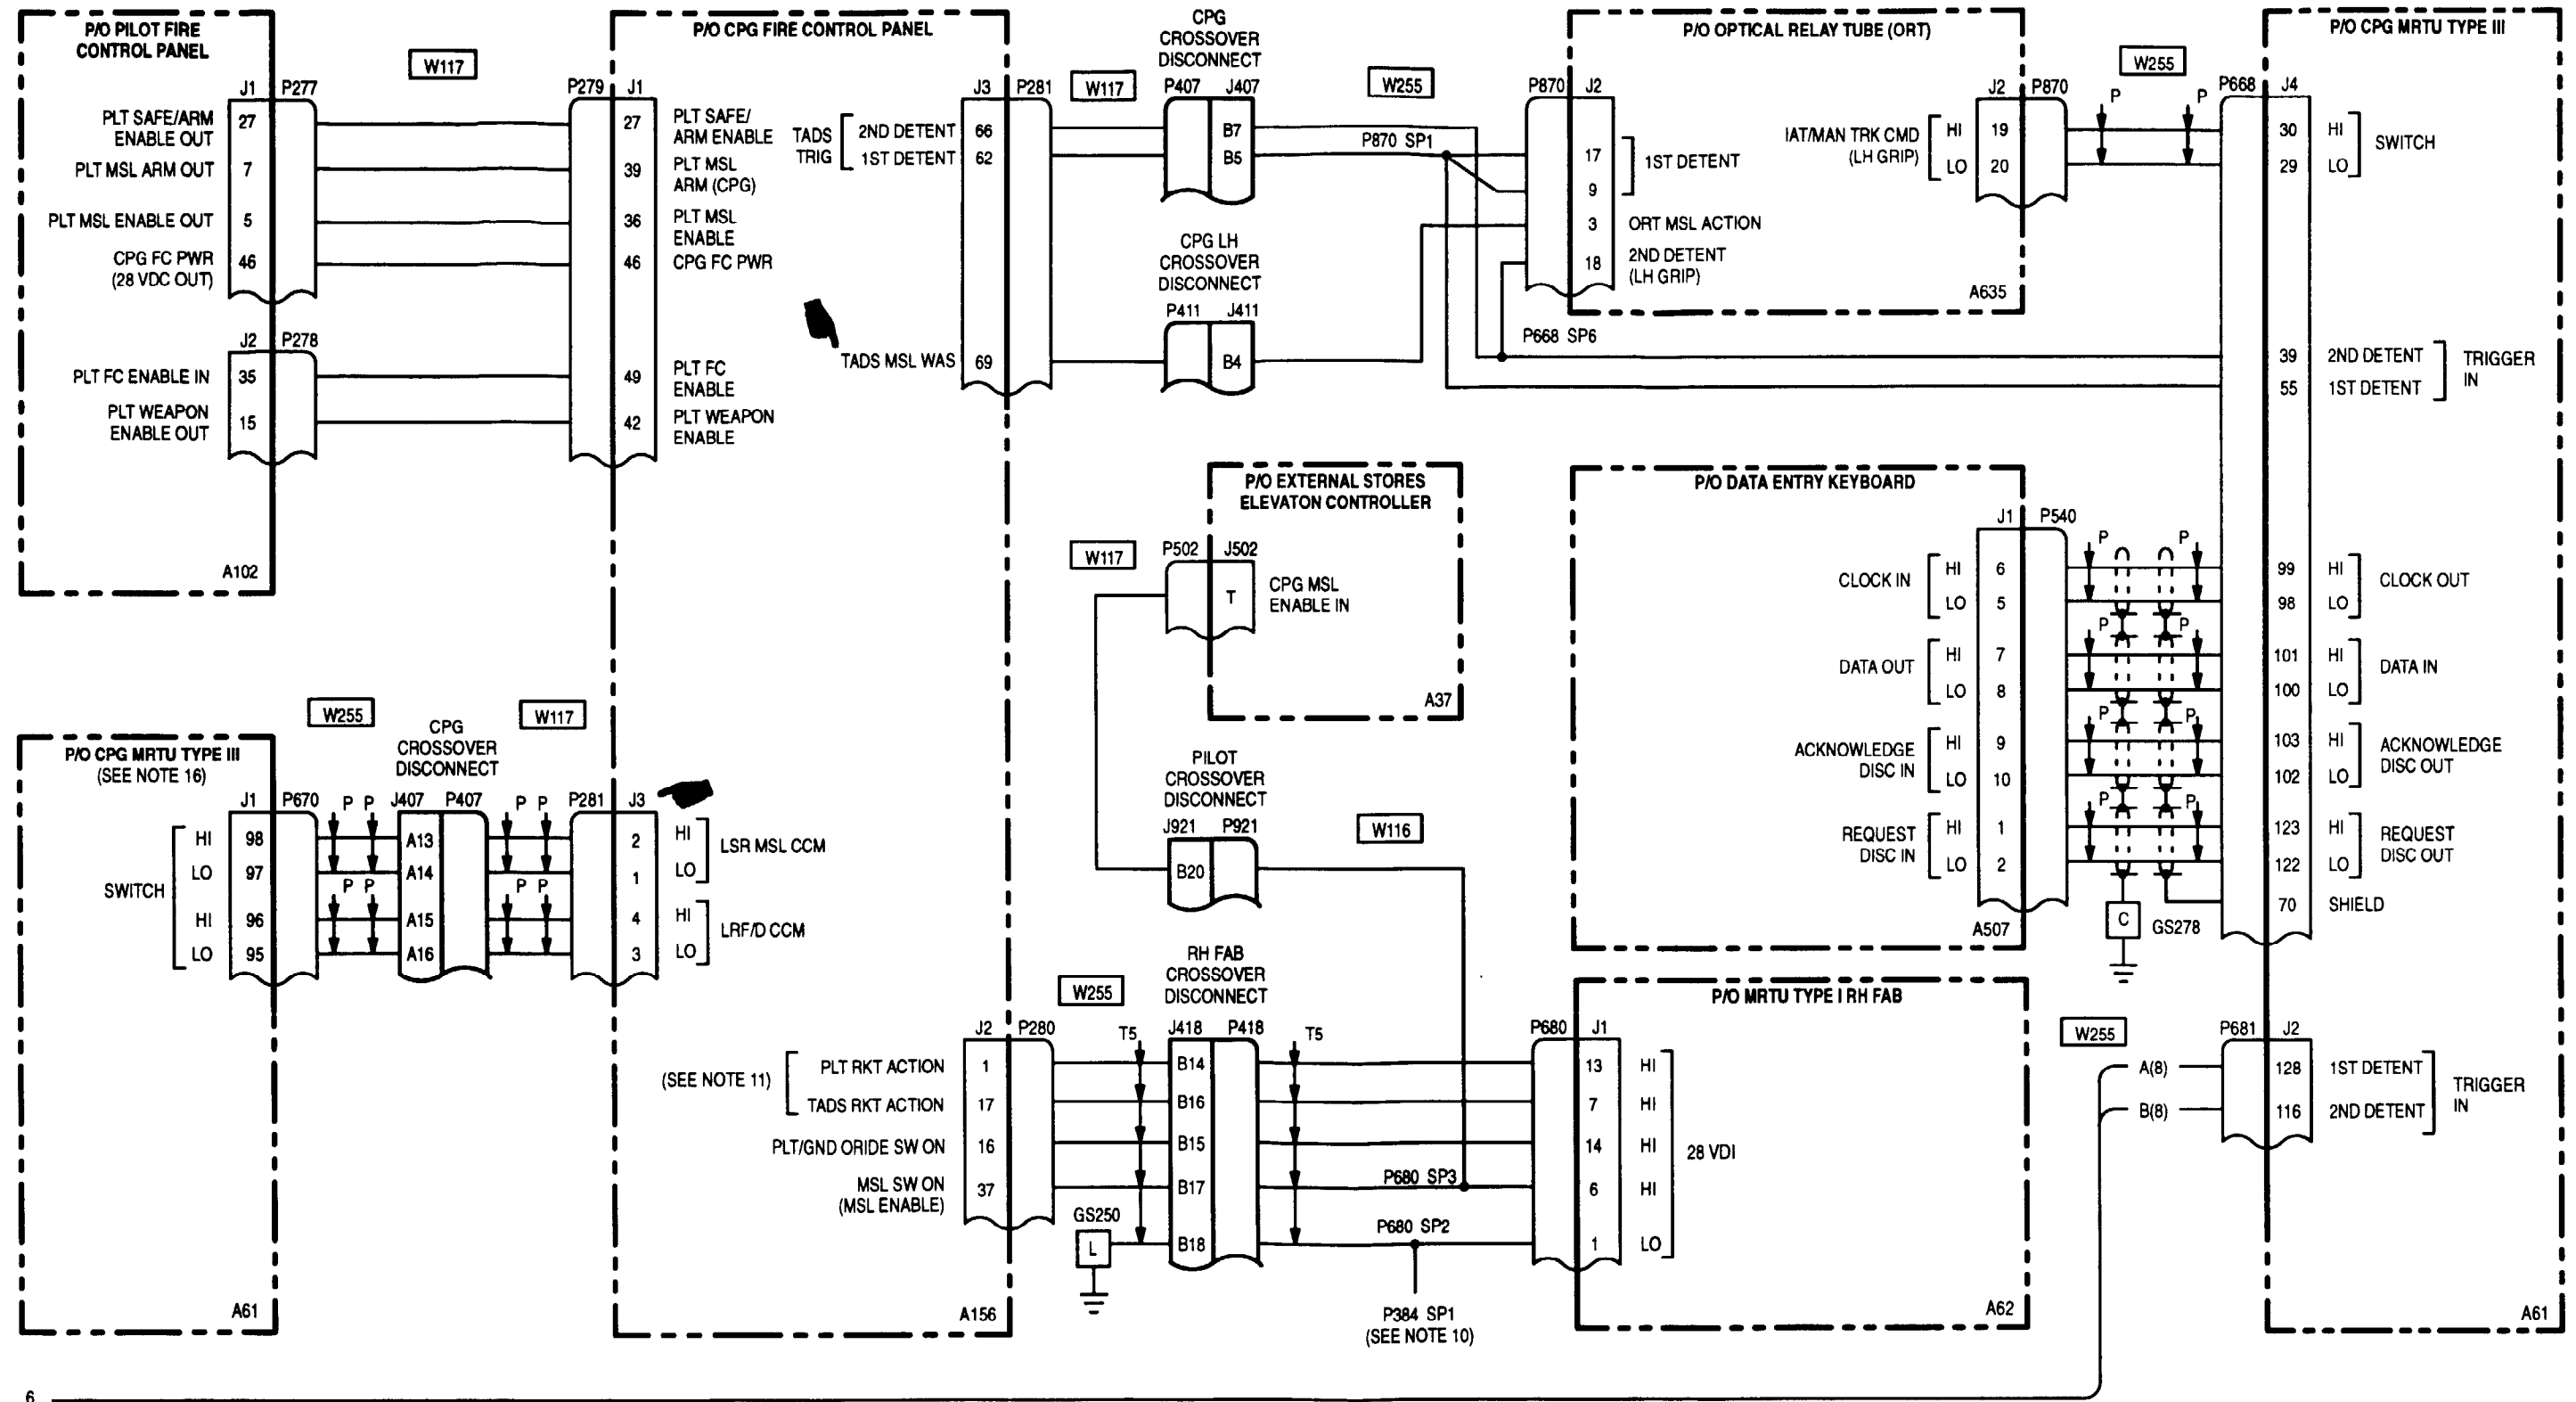 P/O PILOT FIRE
CONTROL PANEL
W117
J1 P277
PLT SAFE/ARM
ENABLE OUT
27
PLT MSL ARM OUT 7
PLT MSL ENABLE OUT 5
CPG FC PWR
(28 VDC OUT)
46
J2 P278
PLT FC ENABLE IN 35
PLT WEAPON
ENABLE OUT
15
A102
P/O CPG FIRE CONTROL PANEL
P279 J1
27 PLT SAFE/
ARM ENABLE
39 PLT MSL
ARM (CPG)
36 PLT MSL
ENABLE
46 CPG FC PWR
49 PLT FC
ENABLE
42 PLT WEAPON
ENABLE
J3 P281
TADS
TRIG
2ND DETENT 66
1ST DETENT 62
TADS MSL WAS 69
W117
CPG
CROSSOVER
DISCONNECT
P407 J407
B7
B5
W255
P870 SP1
CPG LH
CROSSOVER
DISCONNECT
P411 J411
B4
P/O OPTICAL RELAY TUBE (ORT)
P870 J2
17
9
1ST DETENT
3 ORT MSL ACTION
18 2ND DETENT
(LH GRIP)
P668 SP6
J2 P870
IAT/MAN TRK CMD
(LH GRIP)
HI 19
LO 20
A635
W255
P P
P/O CPG MRTU TYPE III
P668 J4
30 HI
29 LO
SWITCH
39 2ND DETENT
55 1ST DETENT
TRIGGER
IN
P/O EXTERNAL STORES
ELEVATON CONTROLLER
W117
P502 J502
T
CPG MSL
ENABLE IN
A37
P/O DATA ENTRY KEYBOARD
J1 P540
CLOCK IN
HI 6
LO 5
DATA OUT
HI 7
LO 8
ACKNOWLEDGE
DISC IN
HI 9
LO 10
REQUEST
DISC IN
HI 1
LO 2
A507
P P
P P
P P
P P
C
GS278
99 HI
98 LO
CLOCK OUT
101 HI
100 LO
DATA IN
103 HI
102 LO
ACKNOWLEDGE
DISC OUT
123 HI
122 LO
REQUEST
DISC OUT
70 SHIELD
P/O CPG MRTU TYPE III
(SEE NOTE 16)
W255
CPG
CROSSOVER
DISCONNECT
W117
J1 P670
P P
J407 P407
P P
P281 J3
SWITCH
HI 98
LO 97
HI 96
LO 95
P P
P P
A13
A14
A15
A16
2 HI
1 LO
LSR MSL CCM
4 HI
3 LO
LRF/D CCM
A61
PILOT
CROSSOVER
DISCONNECT
J921 P921
B20
W116
RH FAB
CROSSOVER
DISCONNECT
W255
J2 P280
T5
J418 P418
T5
(SEE NOTE 11)
PLT RKT ACTION 1
TADS RKT ACTION 17
PLT/GND ORIDE SW ON 16
MSL SW ON
(MSL ENABLE)
37
GS250
L
B14
B16
B15
B17
B18
P680 SP3
P680 SP2
P384 SP1
(SEE NOTE 10)
A156
P/O MRTU TYPE I RH FAB
P680 J1
13 HI
7 HI
14 HI
6 HI
1 LO
28 VDI
A62
W255
P681 J2
A(8)
B(8)
128 1ST DETENT
116 2ND DETENT
TRIGGER
IN
A61
6